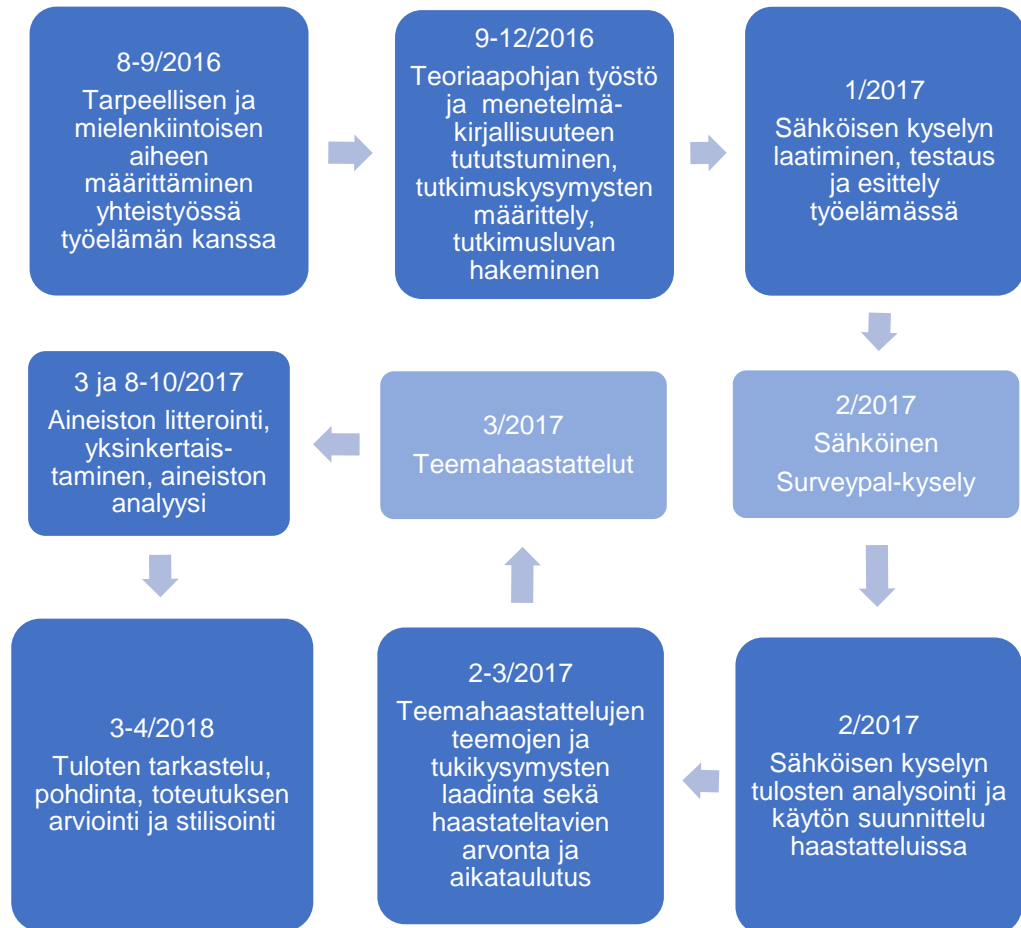 8-9/2016
Tarpeellisen ja
mielenkiintoisen
aiheen
määrittäminen
yhteistyössä
työelämän kanssa
9-12/2016
Teoriaapohjan työstö
ja menetelmä-
kirjallisuuteen
tututstuminen,
tutkimuskysymysten
määrittely,
tutkimusluvan
hakeminen
1/2017
Sähköisen kyselyn
laatiminen, testaus
ja esittely
työelämässä
2/2017
Sähköinen
Surveypal-kysely
2/2017
Sähköisen kyselyn
tulosten analysointi ja
käytön suunnittelu
haastatteluissa
2-3/2017
Teemahaastattelujen
teemojen ja
tukikysymysten
laadinta sekä
haastateltavien
arvonta ja
aikataulutus
3/2017
Teemahaastattelut
3 ja 8-10/2017
Aineiston litterointi,
yksinkertais-
taminen, aineiston
analyysi
3-4/2018
Tuloten tarkastelu,
pohdinta, toteutuksen
arviointi ja stilisointi